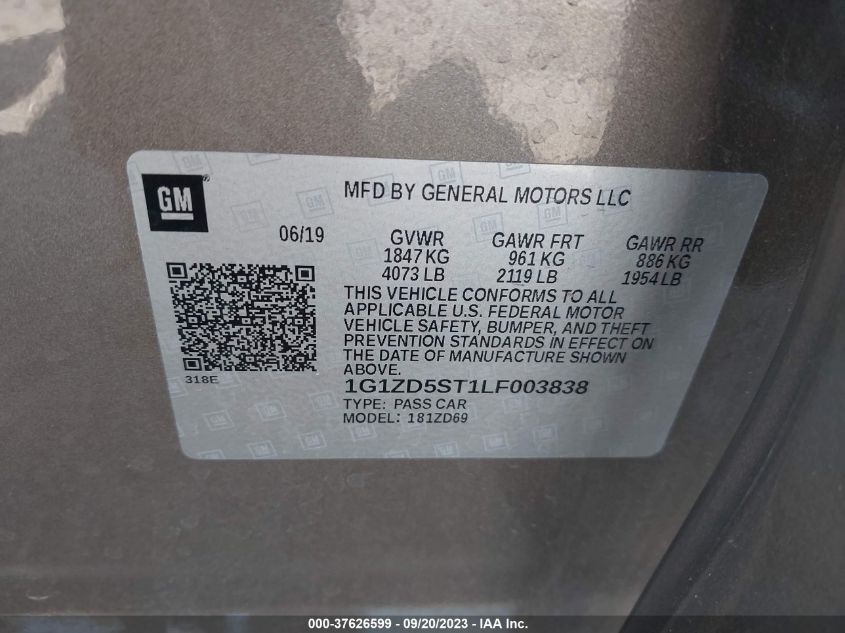 GM
MFD BY GENERAL MOTORS LLC
06/19 GVWR GAWR FRT GAWR RR
1847 KG 961 KG 886 KG
4073 LB 2119 LB 1954 LB
THIS VEHICLE CONFORMS TO ALL
APPLICABLE U.S. FEDERAL MOTOR
VEHICLE SAFETY, BUMPER, AND THEFT
PREVENTION STANDARDS IN EFFECT ON
THE DATE OF MANUFACTURE SHOWN
ABOVE.
318E
1G1ZD5ST1LF003838
TYPE: PASS CAR
MODEL: 181ZD69
000-37626599 - 09/20/2023 - IAA Inc.